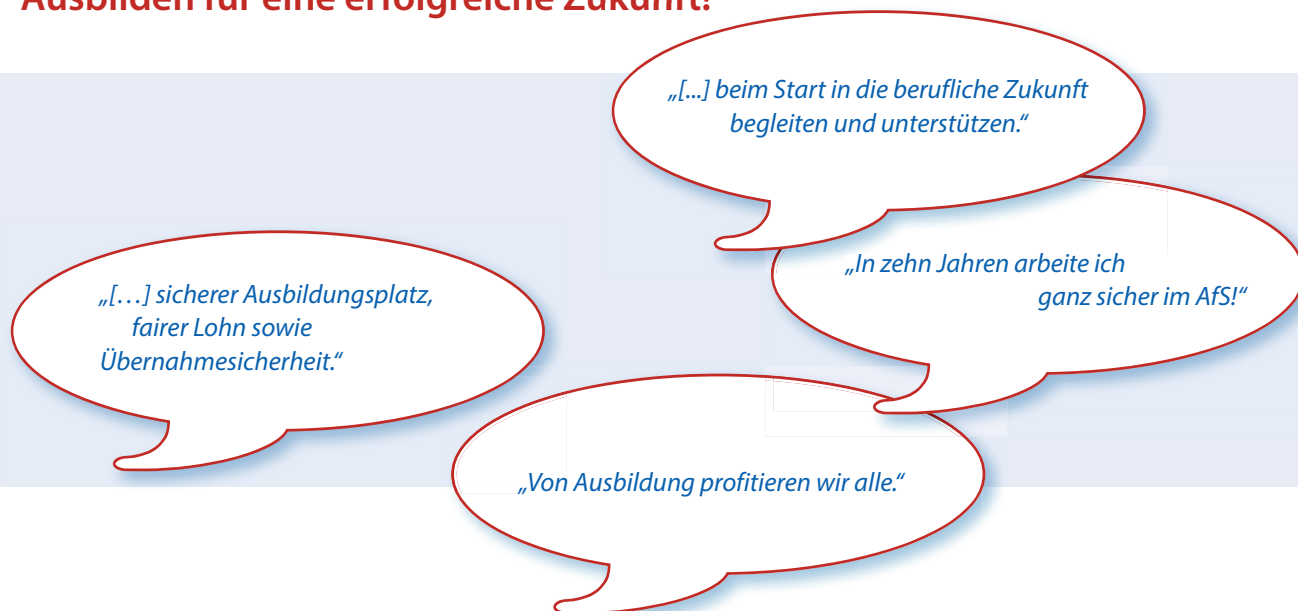 Ausbilden für eine erfolgreiche Zukunft!
„[...] beim Start in die berufliche Zukunft
begleiten und unterstützen.“
„In zehn Jahren arbeite ich
ganz sicher im AfS!“
„[…] sicherer Ausbildungsplatz,
fairer Lohn sowie
Übernahmesicherheit.“
„Von Ausbildung profitieren wir alle.“